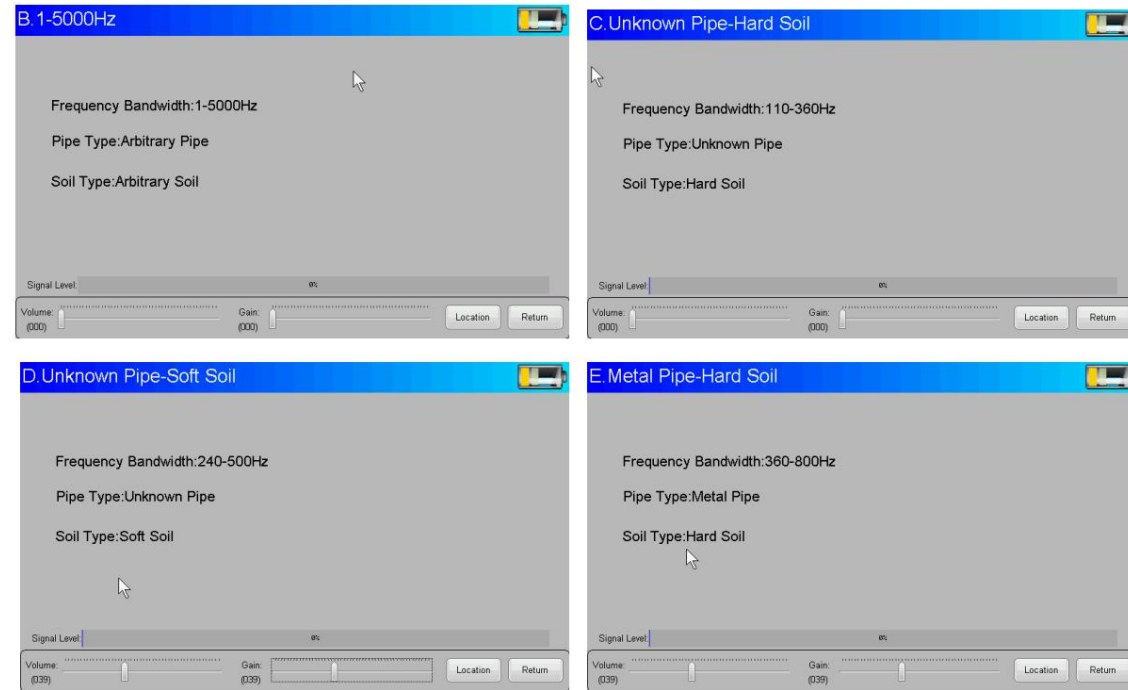 B.1-5000Hz
Frequency Bandwidth:1-5000Hz
Pipe Type:Arbitrary Pipe
Soil Type:Arbitrary Soil
Signal Level: 0%
Volume: Gain: Location Return
(000) (000)
C.Unknown Pipe-Hard Soil
Frequency Bandwidth:110-360Hz
Pipe Type:Unknown Pipe
Soil Type:Hard Soil
Signal Level: 0%
Volume: Gain: Location Return
(000) (000)
D.Unknown Pipe-Soft Soil
Frequency Bandwidth:240-500Hz
Pipe Type:Unknown Pipe
Soil Type:Soft Soil
Signal Level: 0%
Volume: Gain: Location Return
(039) (039)
E.Metal Pipe-Hard Soil
Frequency Bandwidth:360-800Hz
Pipe Type:Metal Pipe
Soil Type:Hard Soil
Signal Level: 0%
Volume: Gain: Location Return
(039) (039)